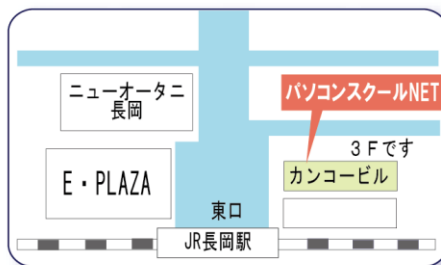 ニューオータニ
長岡
パソコンスクールNET
3Fです
カンコービル
E・PLAZA
東口
JR長岡駅